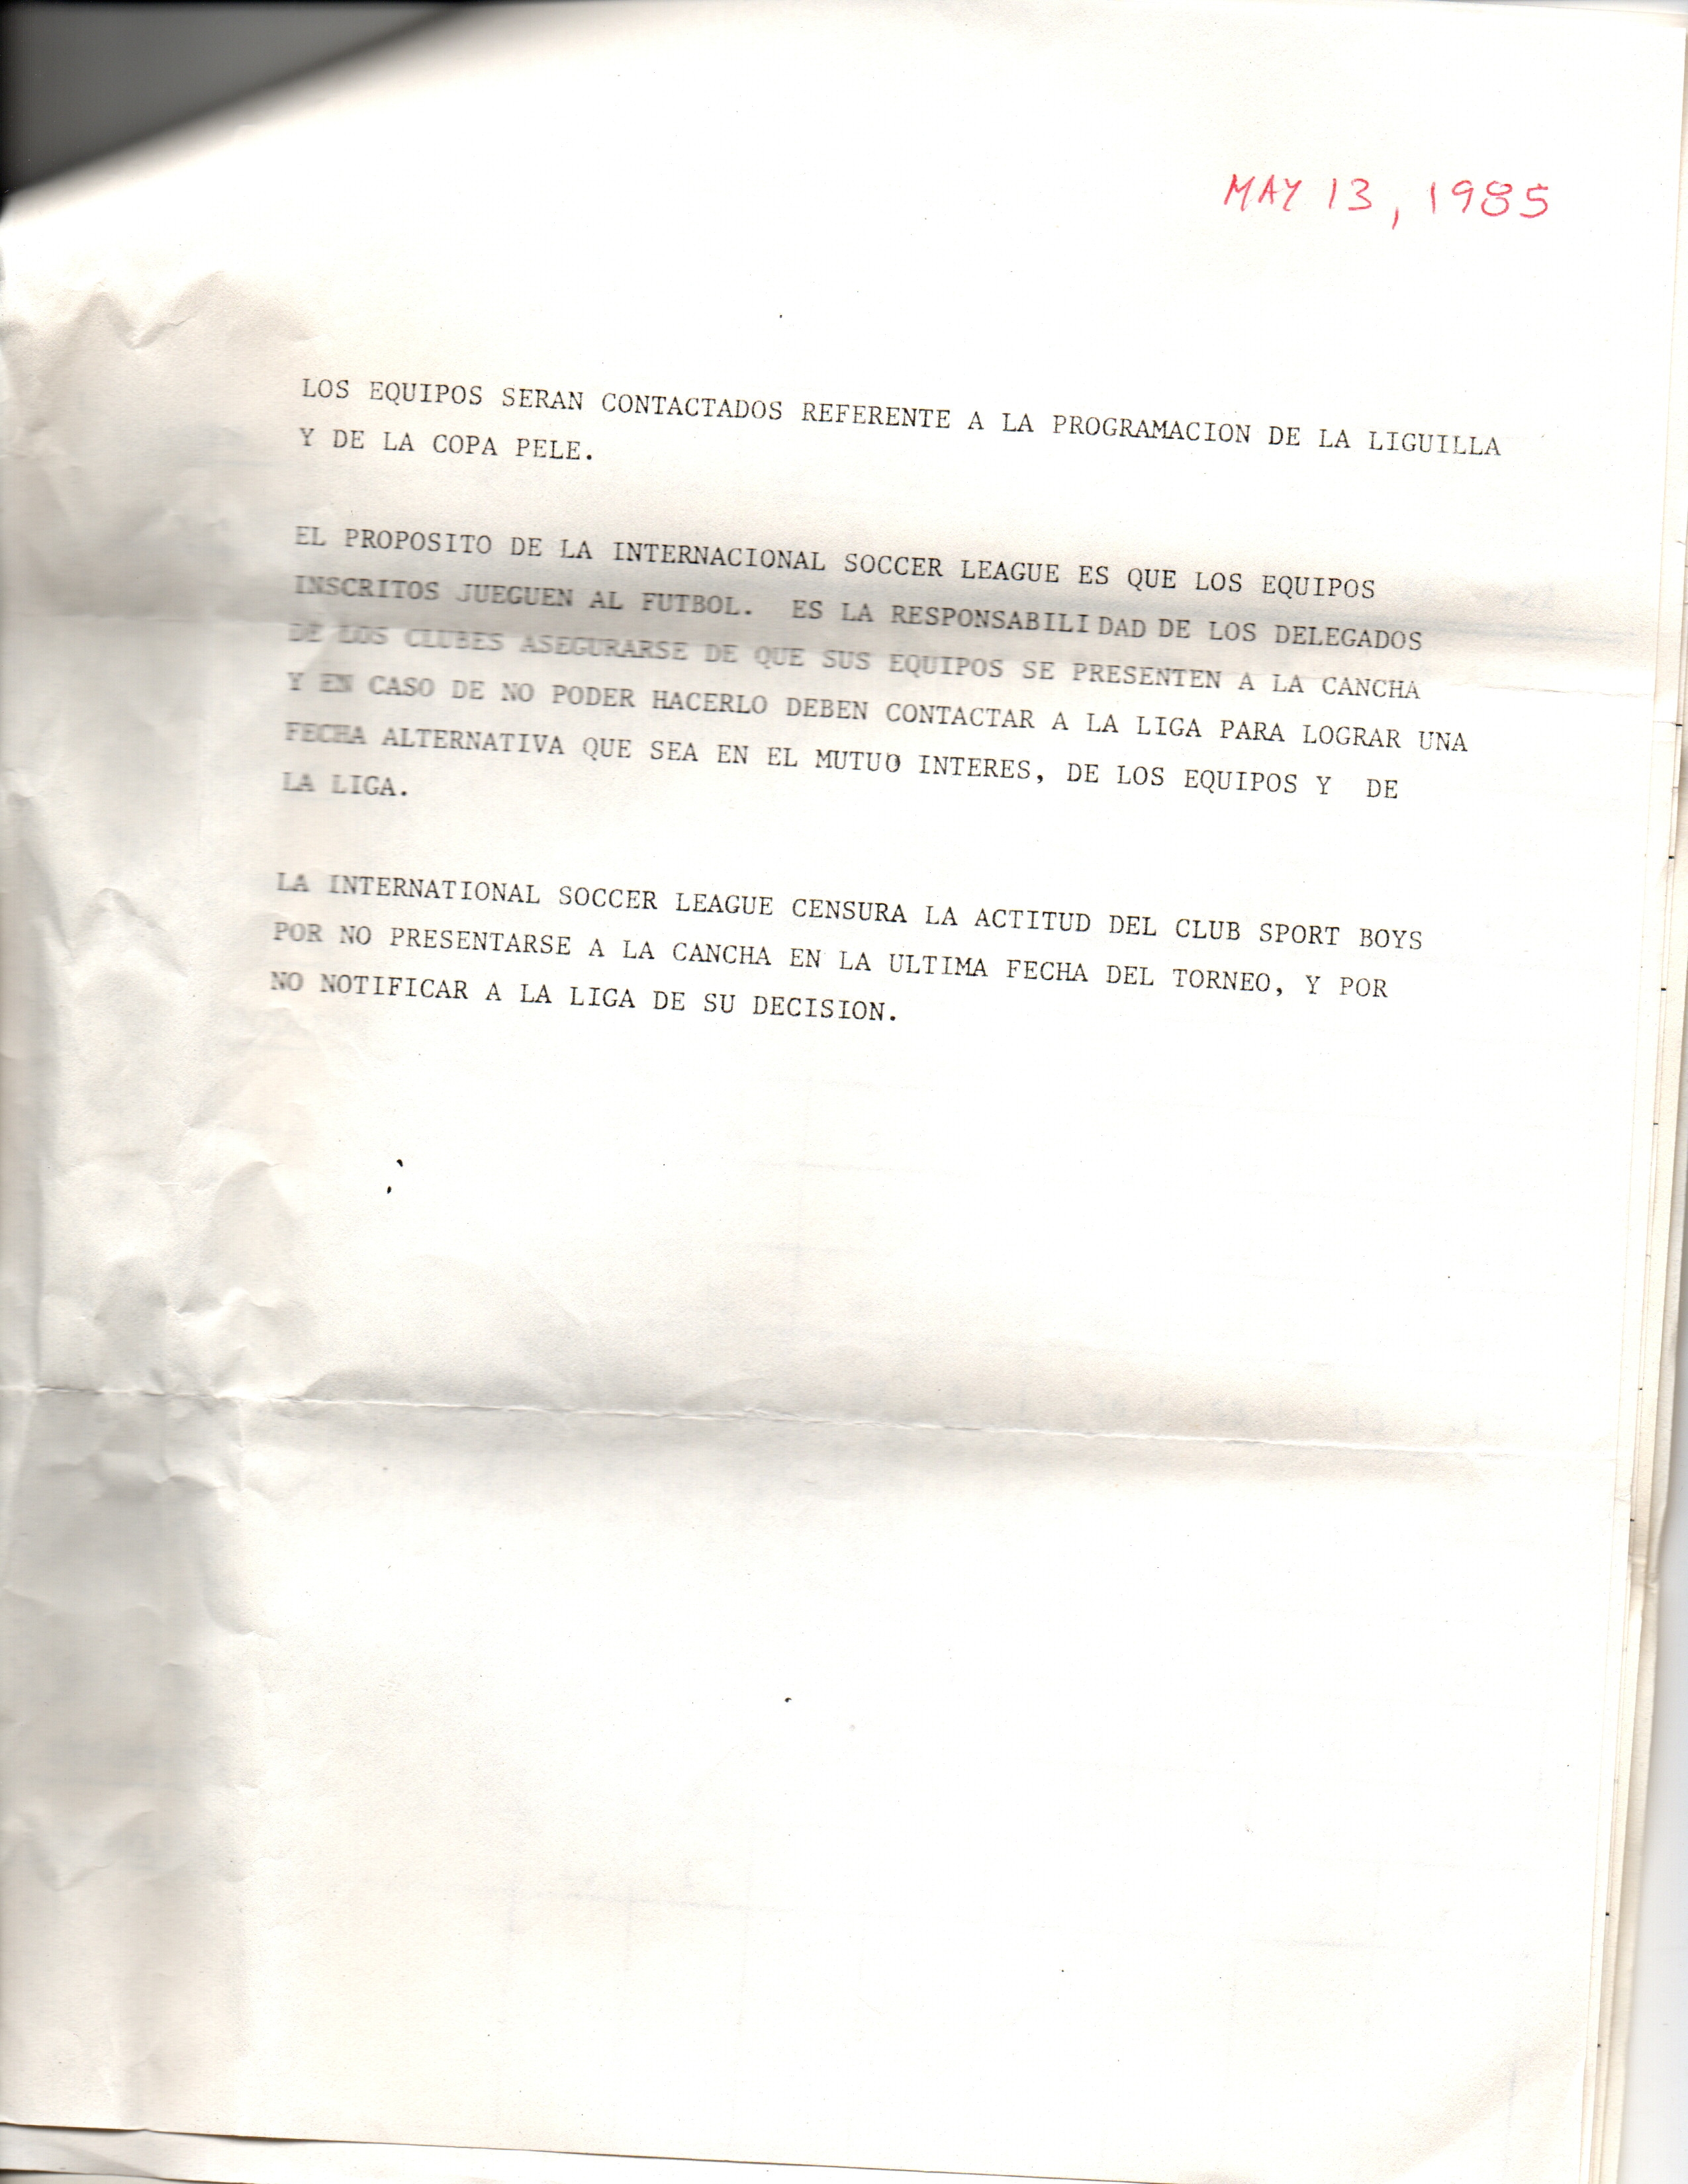 MAY 13, 1985
LOS EQUIPOS SERAN CONTACTADOS REFERENTE A LA PROGRAMACION DE LA LIGUILLA
Y DE LA COPA PELE.
EL PROPOSITO DE LA INTERNACIONAL SOCCER LEAGUE ES QUE LOS EQUIPOS
INSCRITOS JUEGUEN AL FUTBOL. ES LA RESPONSABILIDAD DE LOS DELEGADOS
DE LOS CLUBES ASEGURARSE DE QUE SUS EQUIPOS SE PRESENTEN A LA CANCHA
Y EN CASO DE NO PODER HACERLO DEBEN CONTACTAR A LA LIGA PARA LOGRAR UNA
FECHA ALTERNATIVA QUE SEA EN EL MUTUO INTERES, DE LOS EQUIPOS Y DE
LA LIGA.
LA INTERNATIONAL SOCCER LEAGUE CENSURA LA ACTITUD DEL CLUB SPORT BOYS
POR NO PRESENTARSE A LA CANCHA EN LA ULTIMA FECHA DEL TORNEO, Y POR
NO NOTIFICAR A LA LIGA DE SU DECISION.